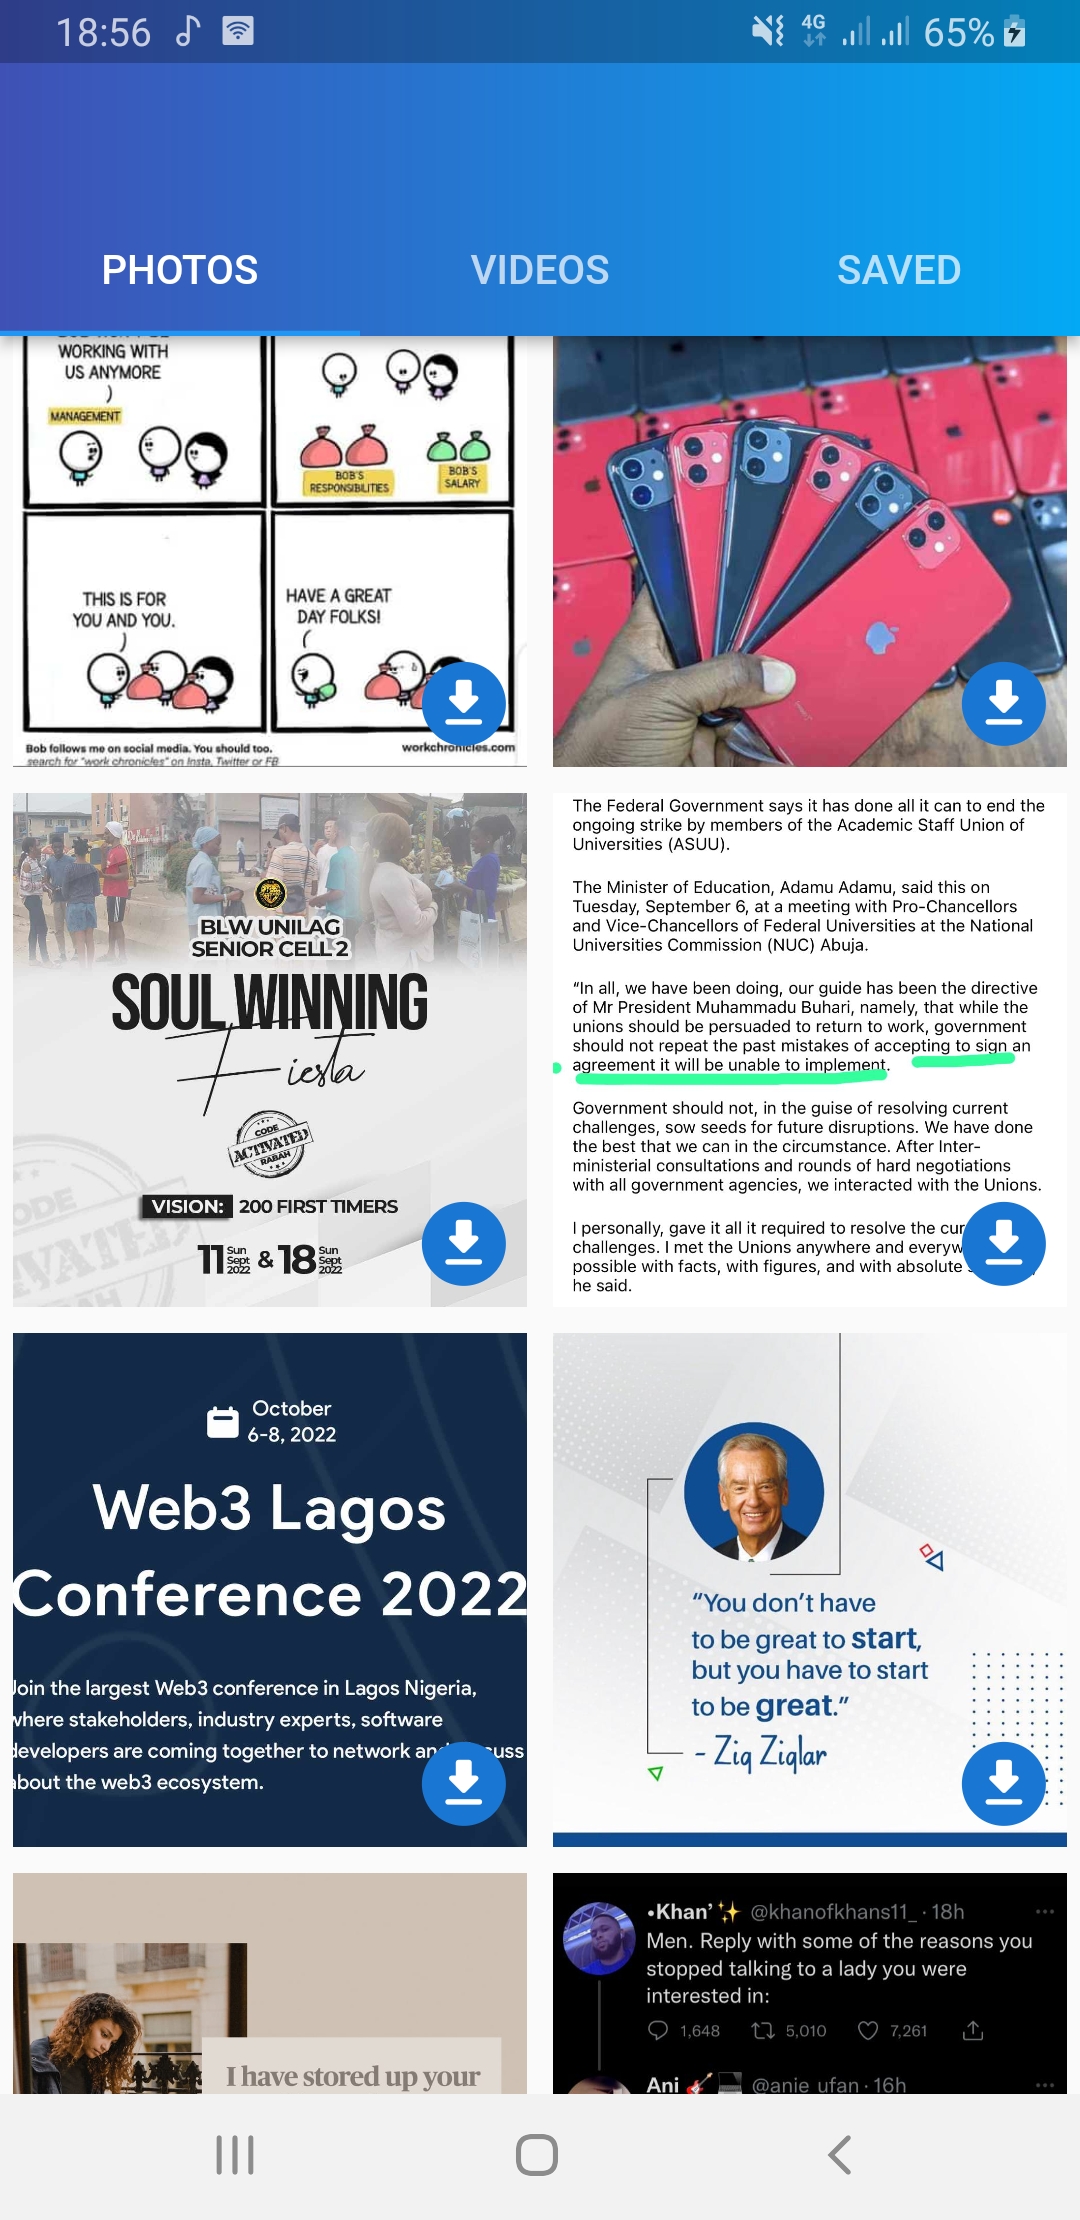 18:56
4G
65%
PHOTOS
VIDEOS
SAVED
WORKING WITH
US ANYMORE
MANAGEMENT
BOB'S
RESPONSIBILITIES
BOB'S
SALARY
THIS IS FOR
YOU AND YOU.
HAVE A GREAT
DAY FOLKS!
Bob follows me on social media. You should too.
workchronicles.com
search for "work chronicles" on Insta, Twitter or FB
BLW UNILAG
SENIOR CELL 2
SOUL WINNING
Fiesta
CODE
ACTIVATED
RABAH
VISION: 200 FIRST TIMERS
11 Sun Sept 2022 & 18 Sun Sept 2022
The Federal Government says it has done all it can to end the
ongoing strike by members of the Academic Staff Union of
Universities (ASUU).
The Minister of Education, Adamu Adamu, said this on
Tuesday, September 6, at a meeting with Pro-Chancellors
and Vice-Chancellors of Federal Universities at the National
Universities Commission (NUC) Abuja.
“In all, we have been doing, our guide has been the directive
of Mr President Muhammadu Buhari, namely, that while the
unions should be persuaded to return to work, government
should not repeat the past mistakes of accepting to sign an
agreement it will be unable to implement.
Government should not, in the guise of resolving current
challenges, sow seeds for future disruptions. We have done
the best that we can in the circumstance. After Inter-
ministerial consultations and rounds of hard negotiations
with all government agencies, we interacted with the Unions.
I personally, gave it all it required to resolve the
challenges. I met the Unions anywhere and
possible with facts, with figures, and with absolute
he said.
October
6-8, 2022
Web3 Lagos
Conference 2022
Join the largest Web3 conference in Lagos Nigeria,
where stakeholders, industry experts, software
developers are coming together to network
about the web3 ecosystem.
“You don’t have
to be great to start,
but you have to start
to be great.”
- Zig Ziglar
I have stored up your
•Khan’✨ @khanofkhans11_ · 18h
Men. Reply with some of the reasons you
stopped talking to a lady you were
interested in:
1,648 5,010 7,261
Ani 🎸💻 @anie_ufan · 16h